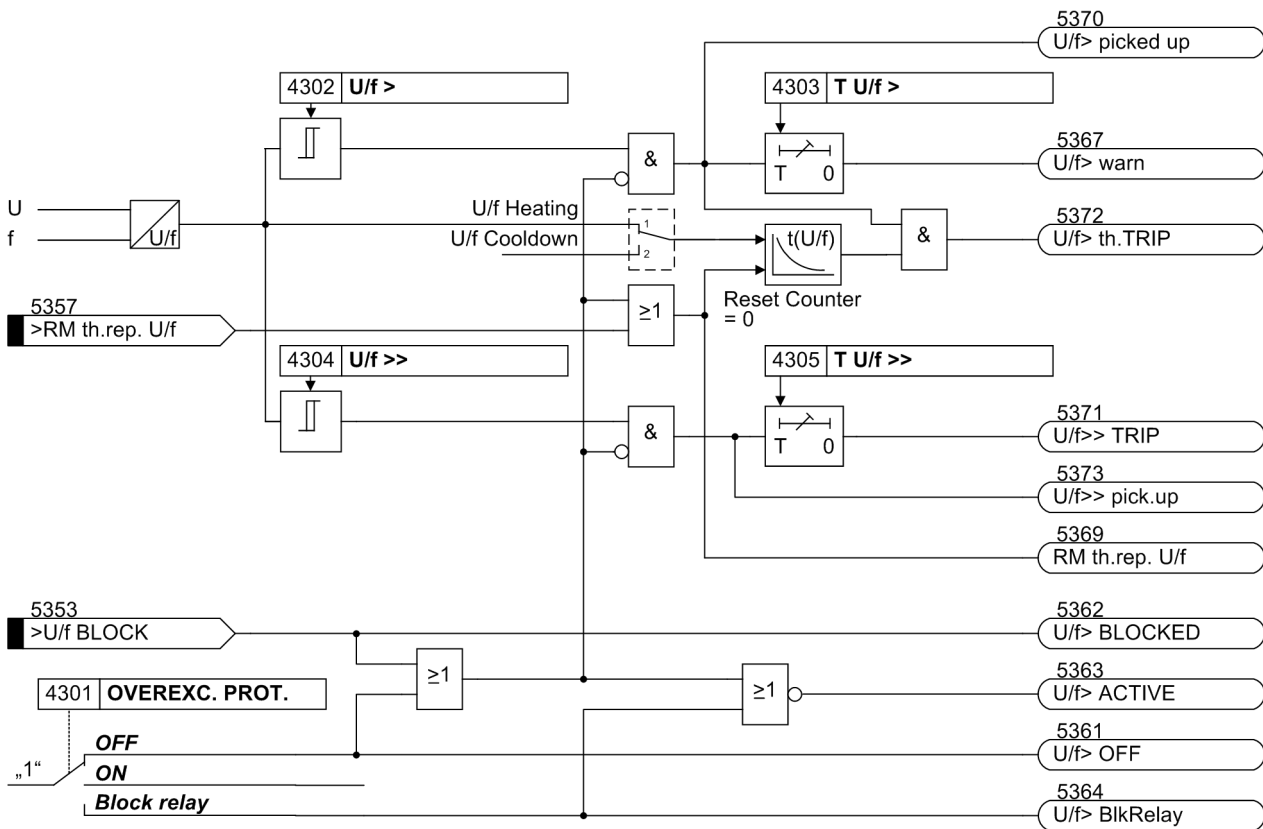 5370
U/f> picked up
4302 U/f >
4303 T U/f >
5367
U/f> warn
&
T 0
U
f
U/f
U/f Heating
1
U/f Cooldown
2
t(U/f)
&
5372
U/f> th.TRIP
Reset Counter
= 0
5357
>RM th.rep. U/f
≥1
4304 U/f >>
4305 T U/f >>
5371
U/f>> TRIP
&
T 0
5373
U/f>> pick.up
5369
RM th.rep. U/f
5353
>U/f BLOCK
5362
U/f> BLOCKED
≥1
≥1
5363
U/f> ACTIVE
4301 OVEREXC. PROT.
OFF
5361
U/f> OFF
„1“
ON
Block relay
5364
U/f> BlkRelay